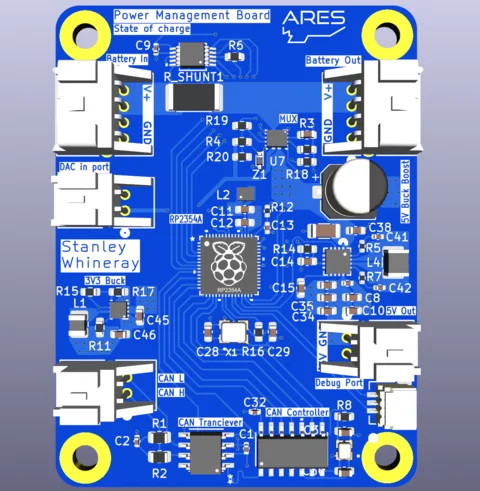 Power Management Board
ARES
State of charge
C9
R6
Battery In
Battery Out
R_SHUNT1
V+
GND
V+
GND
R19
MUX
R3
R4
R20
U7
Z1
R18
DAC in port
5V Buck Boost
L2
C11
C12
R12
C13
RP2354A
C38
C41
R5
R14
C14
L4
R7
C42
C15
C8
C35
C34
C10
Stanley
Whineray
RP2354A
3V3 Buck
R15
R17
L1
C45
C46
R11
5V Out
C28
X1
R16
C29
V
GND
Debug Port
CAN L
CAN H
C32
CAN Controller
R8
CAN Tranciever
R1
C2
R2
C1